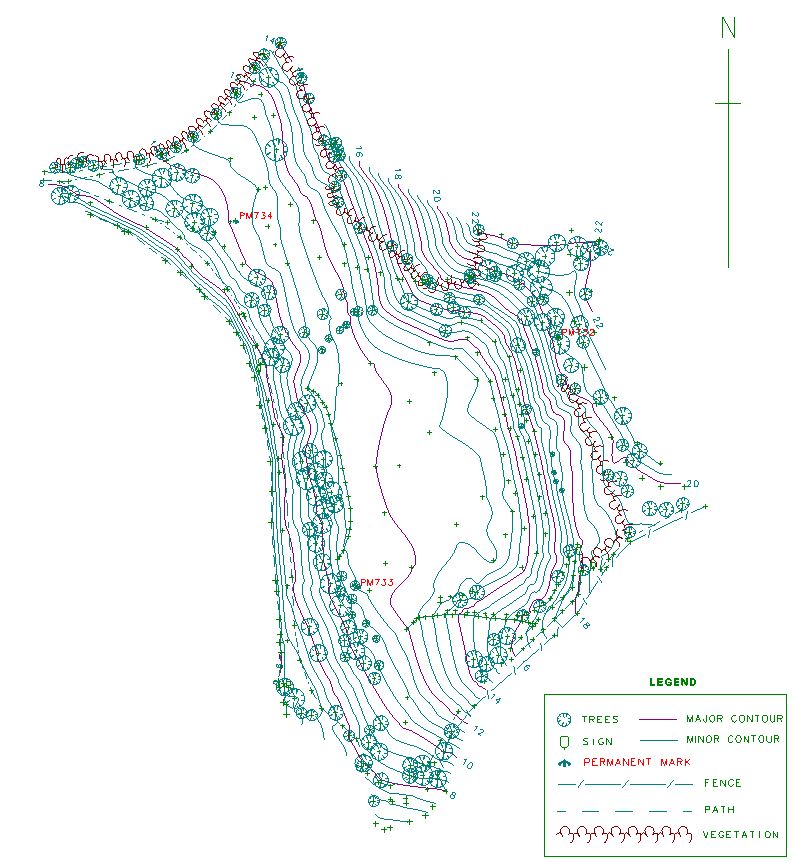 N
14
16
18
20
22
22
8
PM734
22
PM732
20
PM733
18
16
14
12
10
8
LEGEND
TREES
MAJOR CONTOUR
SIGN
MINOR CONTOUR
PERMANENT MARK
FENCE
PATH
VEGETATION